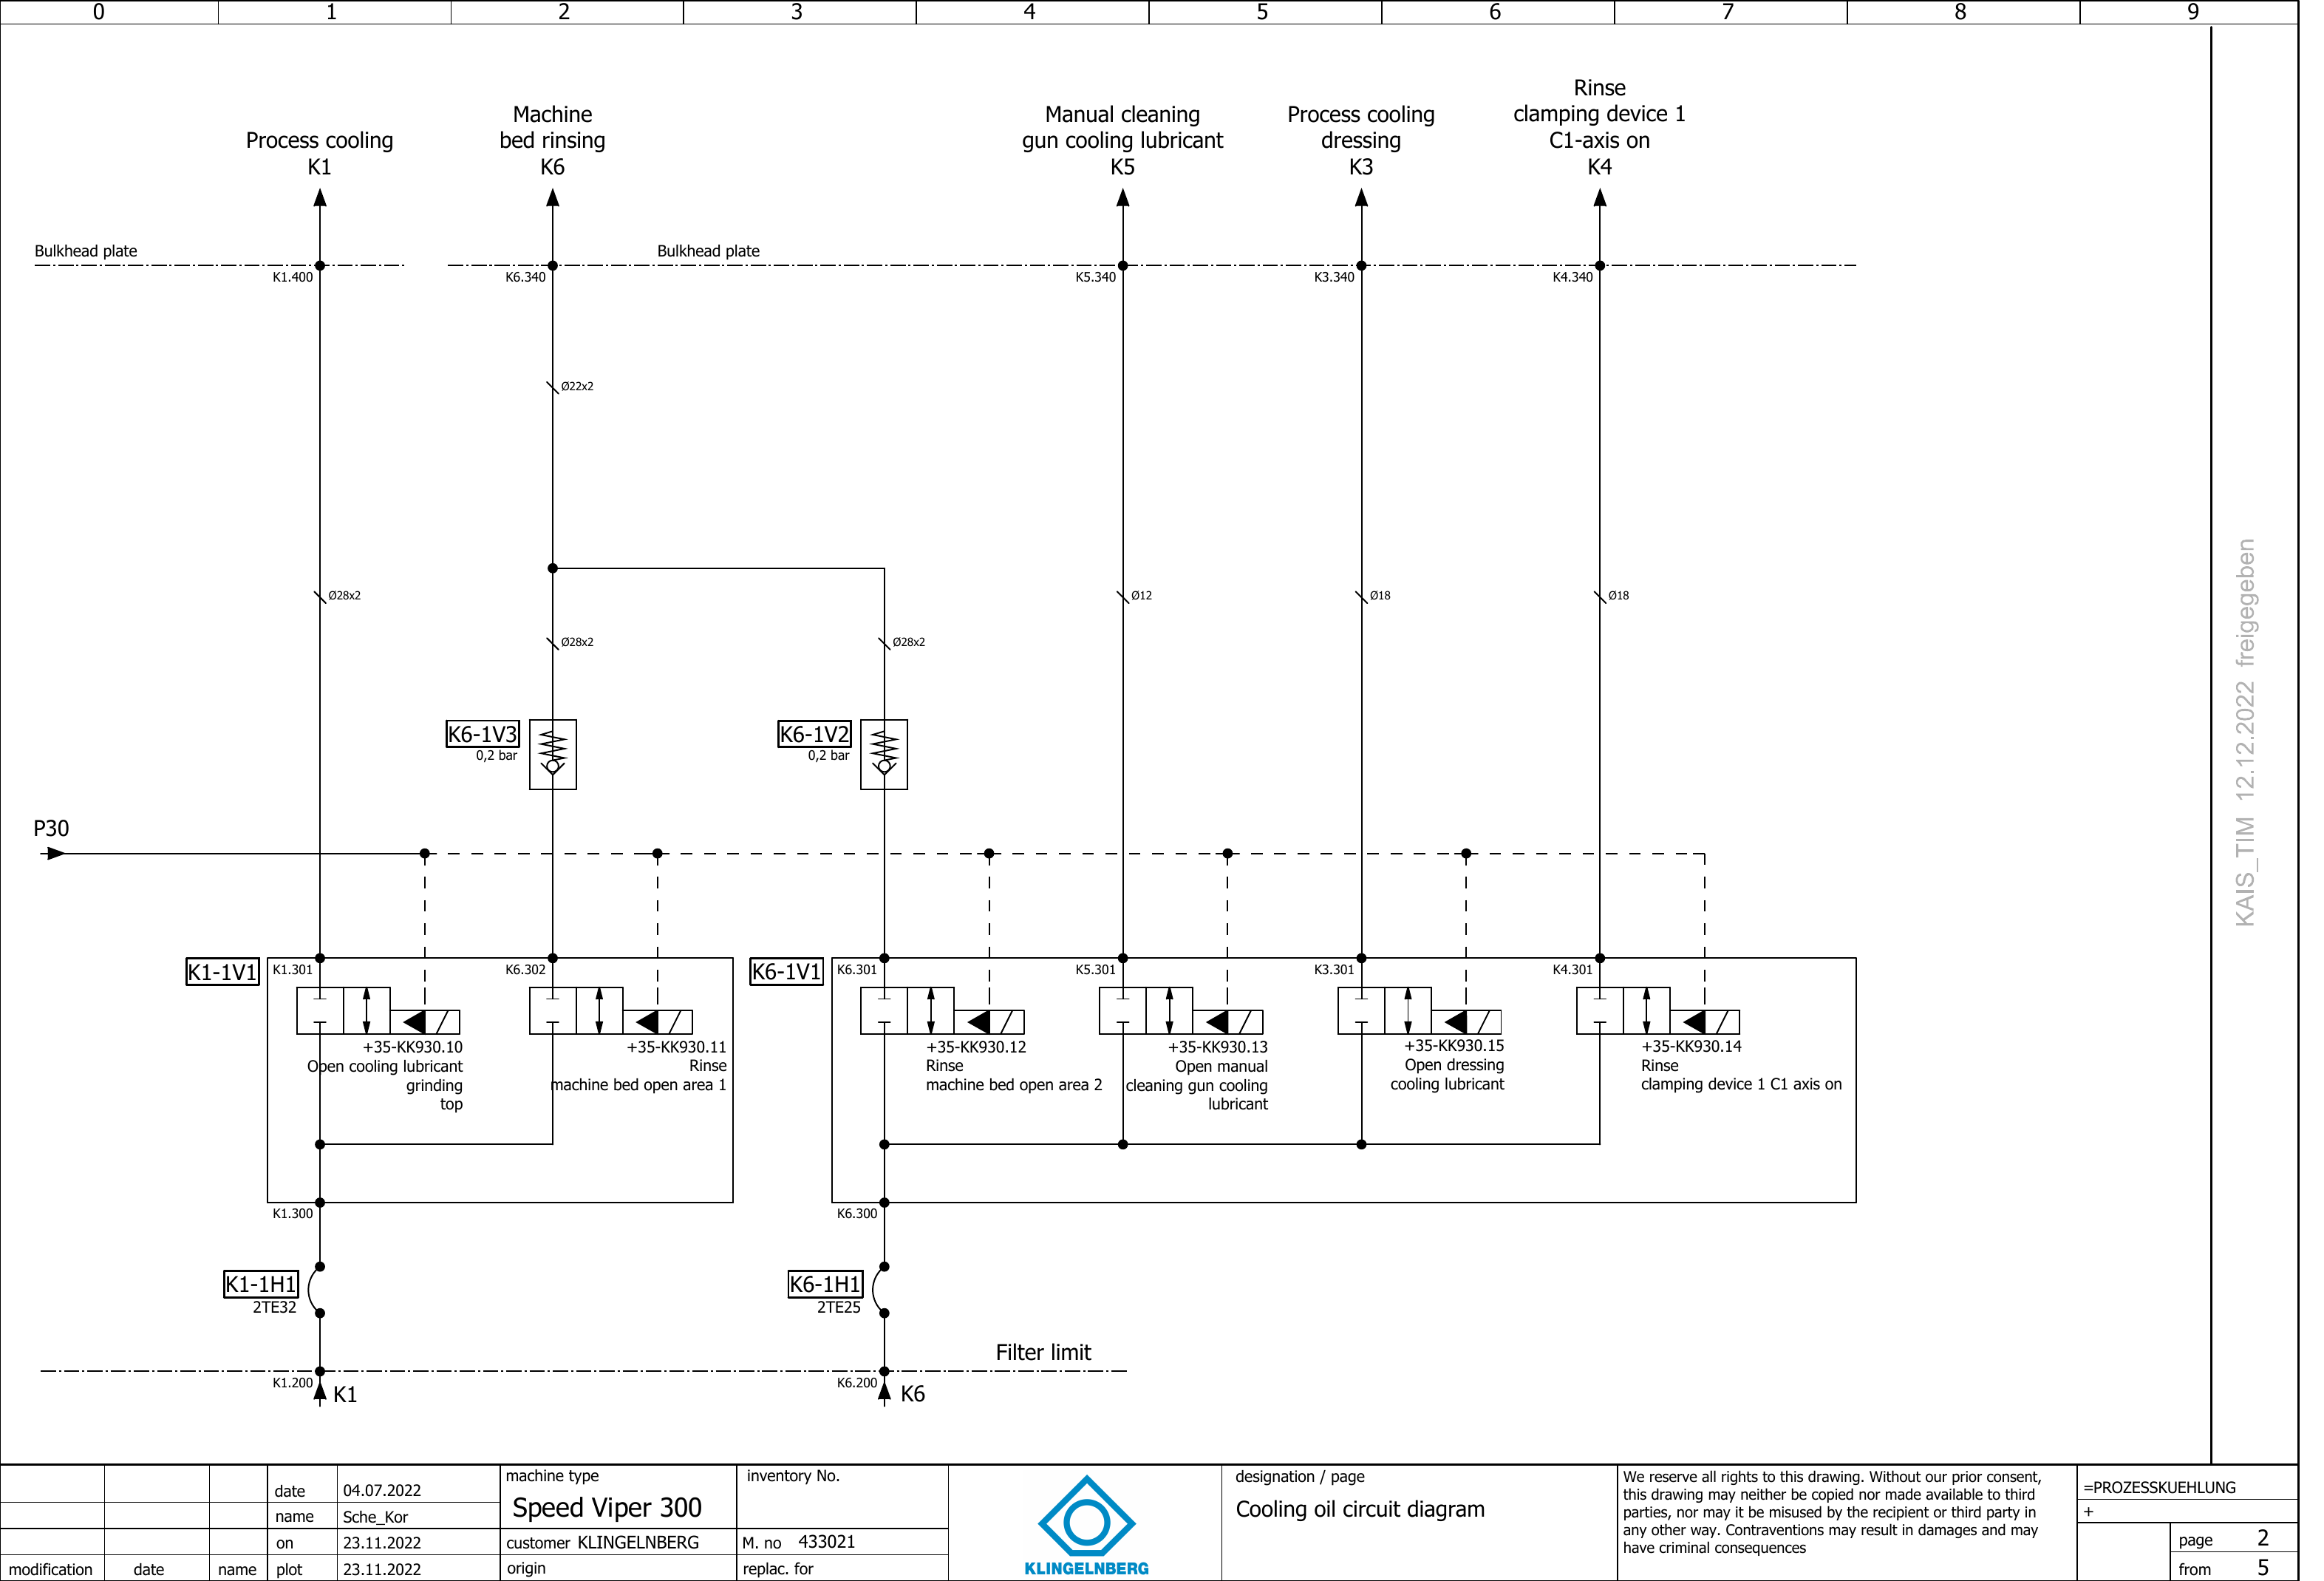 0 1 2 3 4 5 6 7 8 9
Process cooling
K1
Machine
bed rinsing
K6
Manual cleaning
gun cooling lubricant
K5
Process cooling
dressing
K3
Rinse
clamping device 1
C1-axis on
K4
Bulkhead plate
Bulkhead plate
K1.400
K6.340
K5.340
K3.340
K4.340
Ø22x2
Ø28x2
Ø12
Ø18
Ø18
Ø28x2
Ø28x2
K6-1V3
0,2 bar
K6-1V2
0,2 bar
P30
K1-1V1
K1.301
K6.302
K6-1V1
K6.301
K5.301
K3.301
K4.301
+35-KK930.10
Open cooling lubricant
grinding
top
+35-KK930.11
Rinse
machine bed open area 1
+35-KK930.12
Rinse
machine bed open area 2
+35-KK930.13
Open manual
cleaning gun cooling
lubricant
+35-KK930.15
Open dressing
cooling lubricant
+35-KK930.14
Rinse
clamping device 1 C1 axis on
K1.300
K6.300
K1-1H1
2TE32
K6-1H1
2TE25
Filter limit
K1.200
K1
K6.200
K6
KAIS_TIM 12.12.2022 freigegeben
modification date name
date 04.07.2022
name Sche_Kor
on 23.11.2022
plot 23.11.2022
machine type
Speed Viper 300
customer KLINGELNBERG
origin
inventory No.
M. no 433021
replac. for
KLINGELNBERG
designation / page
Cooling oil circuit diagram
We reserve all rights to this drawing. Without our prior consent,
this drawing may neither be copied nor made available to third
parties, nor may it be misused by the recipient or third party in
any other way. Contraventions may result in damages and may
have criminal consequences
=PROZESSKUEHLUNG
+
page 2
from 5